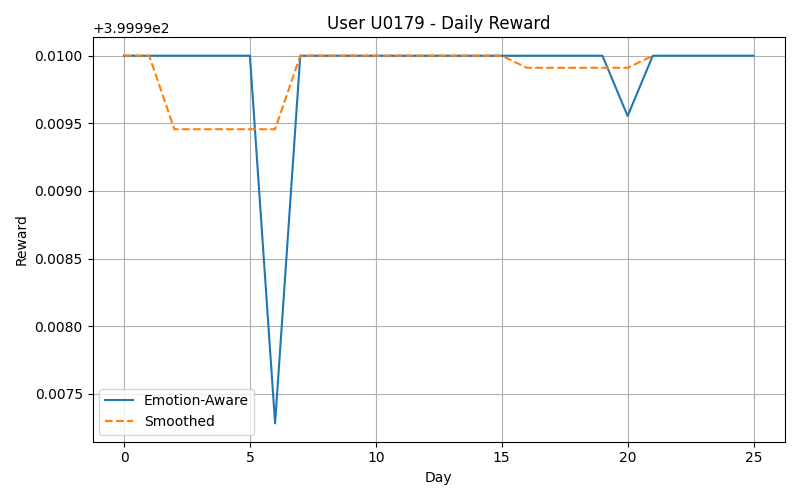 User U0179 - Daily Reward
+3.9999e2
0.0100
0.0095
0.0090
0.0085
0.0080
0.0075
Reward
Emotion-Aware
Smoothed
0 5 10 15 20 25
Day